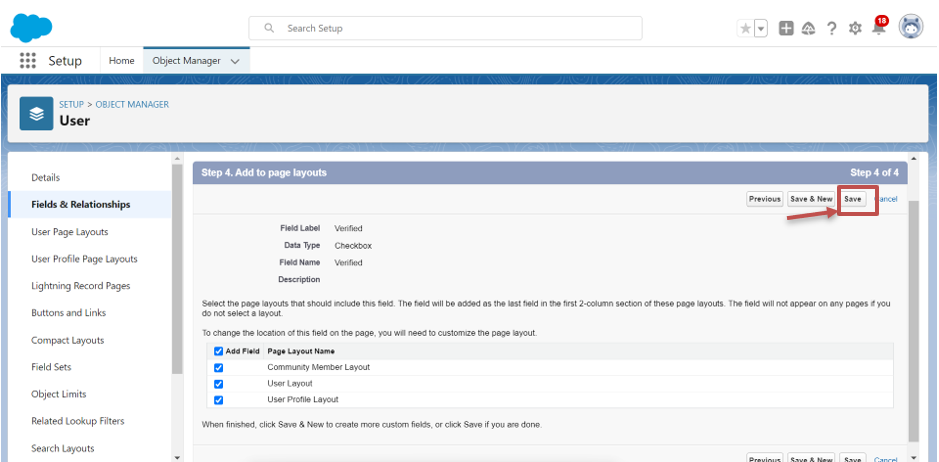 Search Setup
18
Setup
Home
Object Manager
SETUP > OBJECT MANAGER
User
Details
Fields & Relationships
User Page Layouts
User Profile Page Layouts
Lightning Record Pages
Buttons and Links
Compact Layouts
Field Sets
Object Limits
Related Lookup Filters
Search Layouts
Step 4. Add to page layouts Step 4 of 4
Previous Save & New Save Cancel
Field Label Verified
Data Type Checkbox
Field Name Verified
Description
Select the page layouts that should include this field. The field will be added as the last field in the first 2-column section of these page layouts. The field will not appear on any pages if you
do not select a layout.
To change the location of this field on the page, you will need to customize the page layout.
Add Field Page Layout Name
Community Member Layout
User Layout
User Profile Layout
When finished, click Save & New to create more custom fields, or click Save if you are done.
Previous Save & New Save Cancel